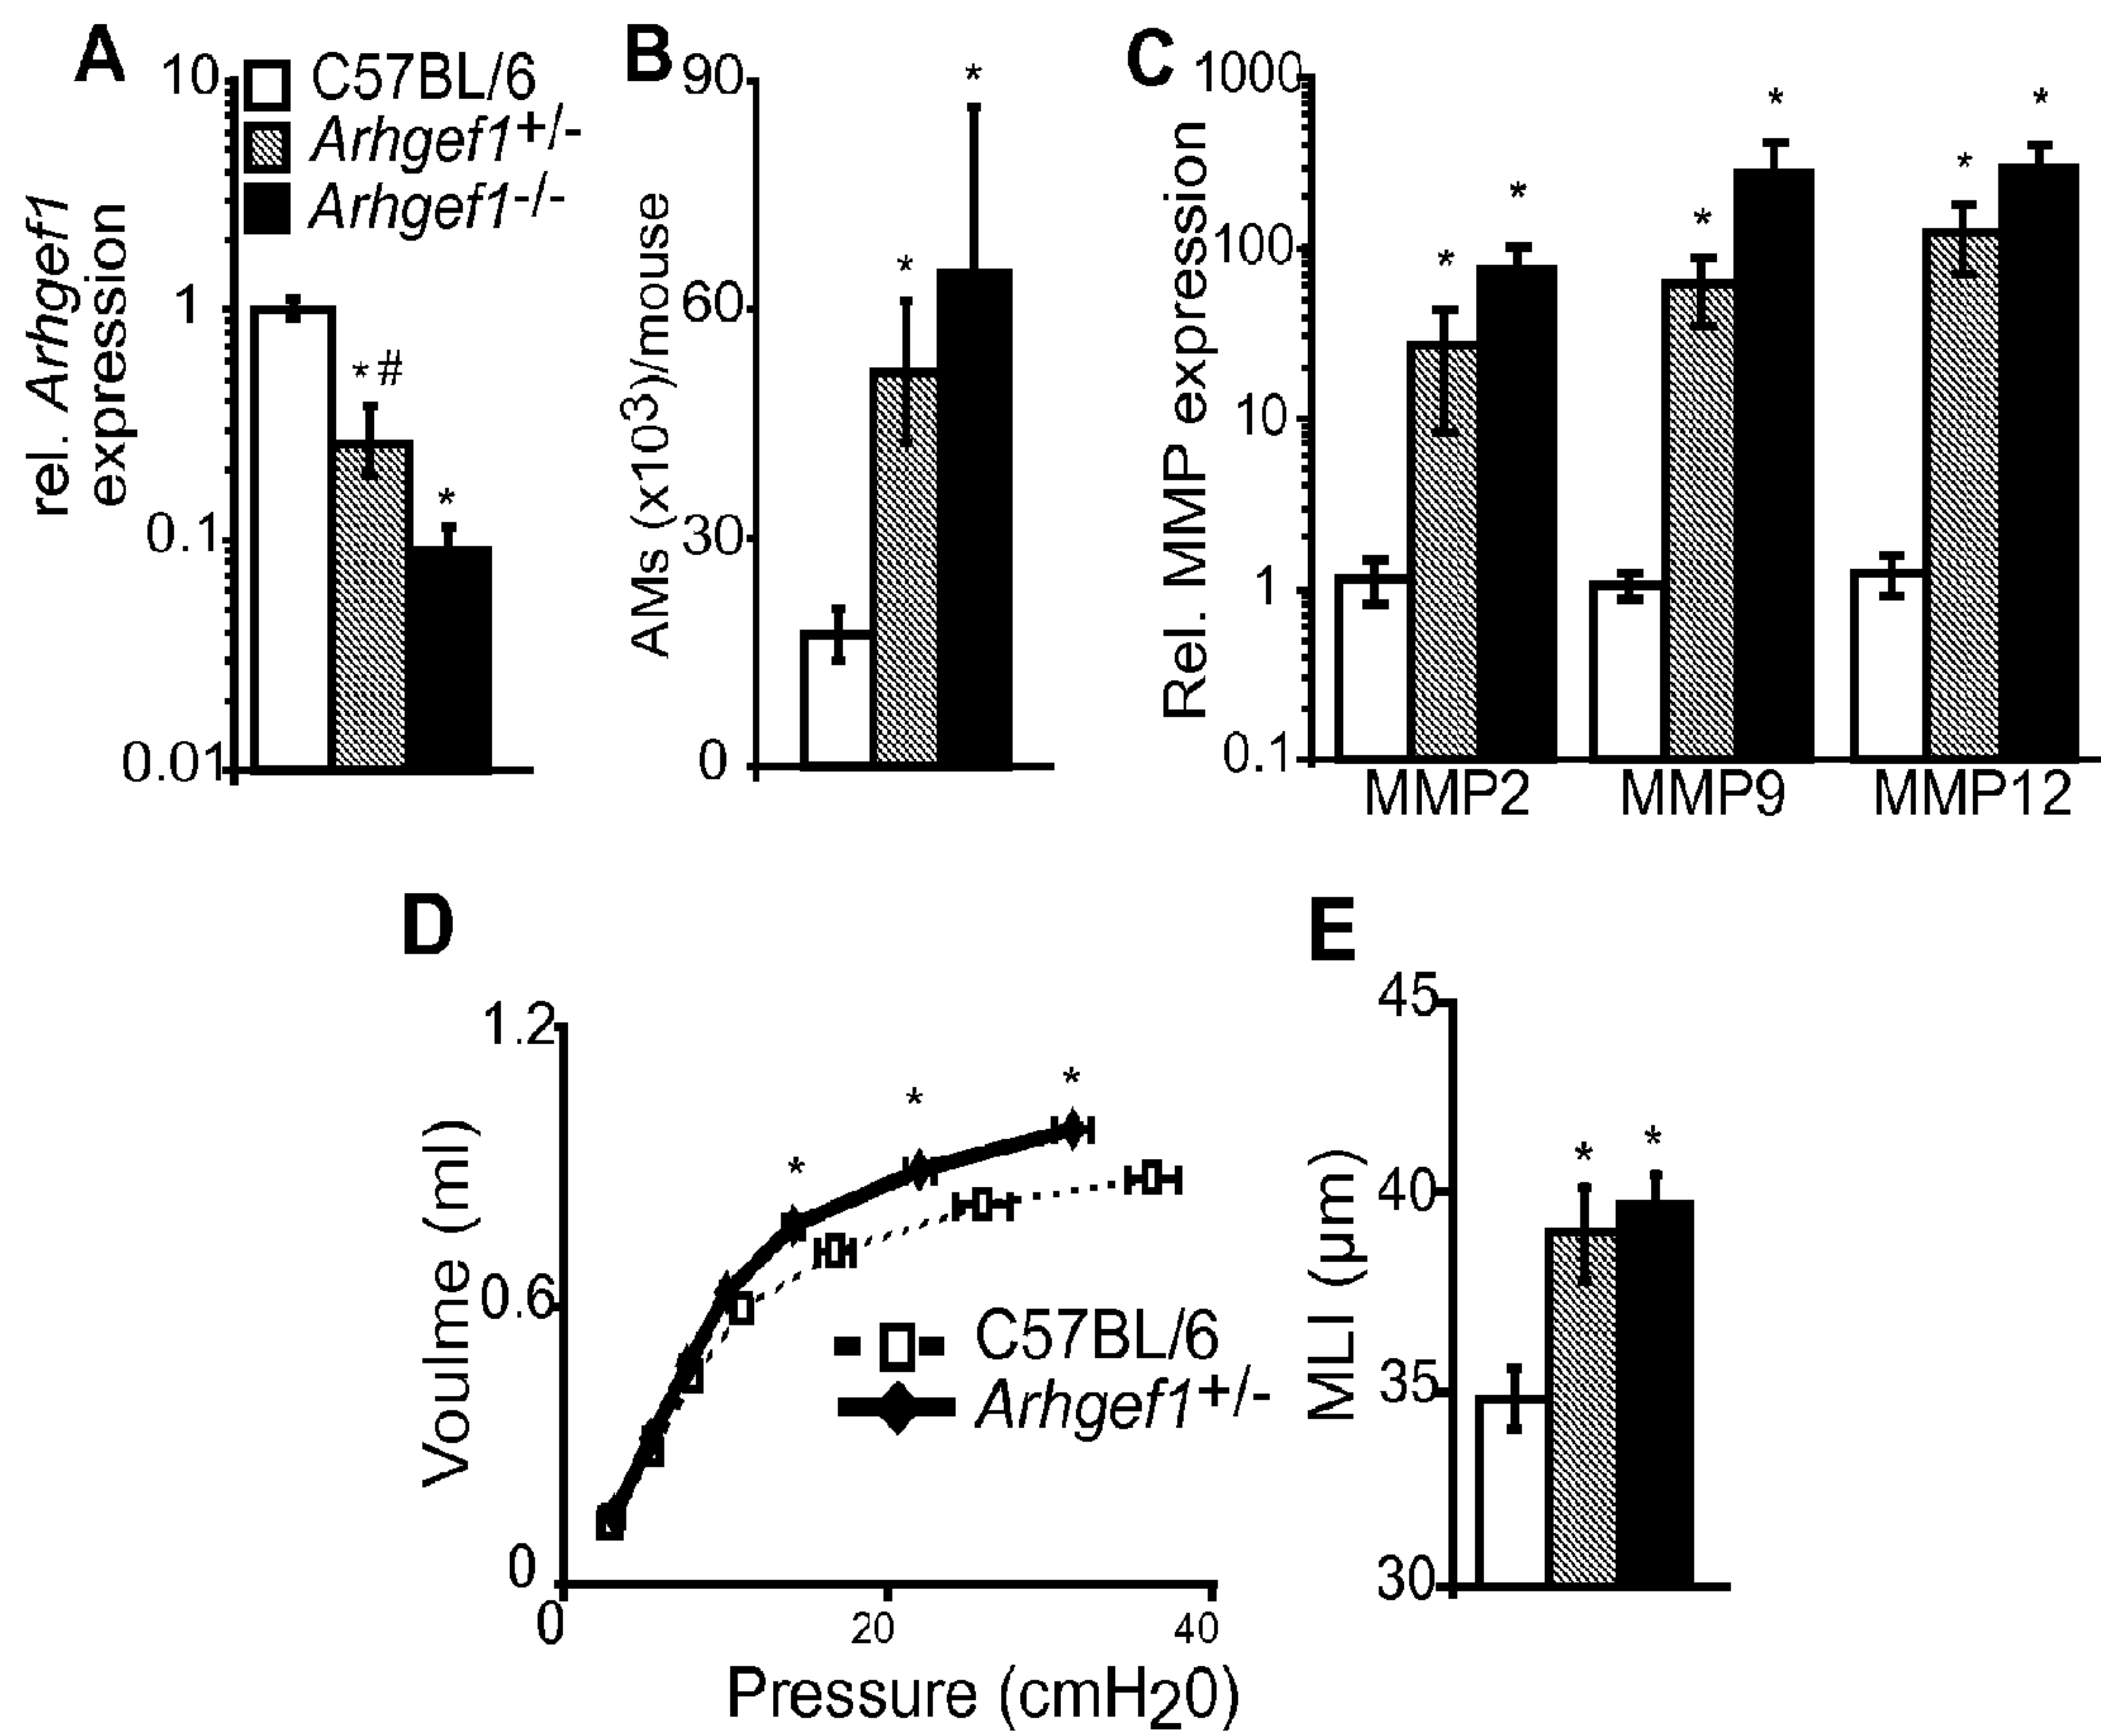 A
10
1
0.1
0.01
rel. Arhgef1
expression
C57BL/6
Arhgef1+/-
Arhgef1-/-
*#
*
B
90
60
30
0
AMs (x103)/mouse
*
*
C
1000
100
10
1
0.1
Rel. MMP expression
*
*
*
*
*
*
MMP2
MMP9
MMP12
D
1.2
0.6
0
Voulme (ml)
*
*
*
C57BL/6
Arhgef1+/-
0
20
40
Pressure (cmH20)
E
45
40
35
30
MLI (µm)
*
*